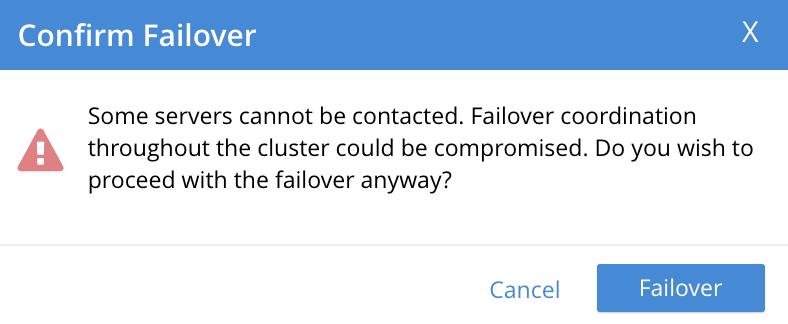 Confirm Failover X
Some servers cannot be contacted. Failover coordination
throughout the cluster could be compromised. Do you wish to
proceed with the failover anyway?
Cancel Failover